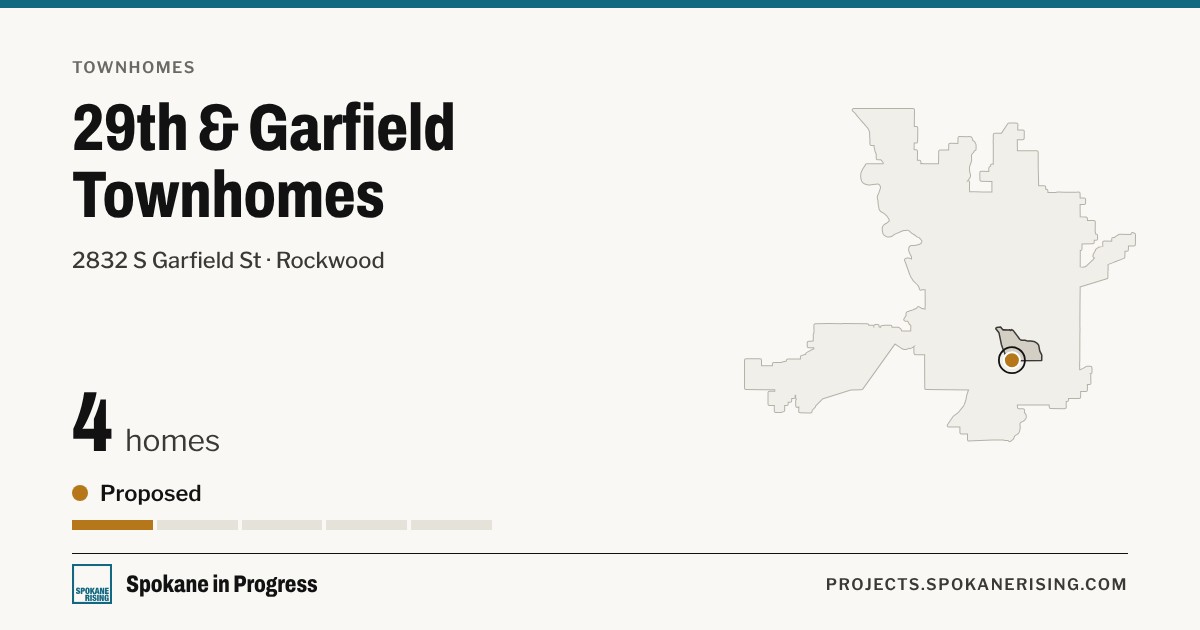 TOWNHOMES
29th & Garfield
Townhomes
2832 S Garfield St · Rockwood
4 homes
Proposed
SPOKANE
RISING
Spokane in Progress
PROJECTS.SPOKANERISING.COM